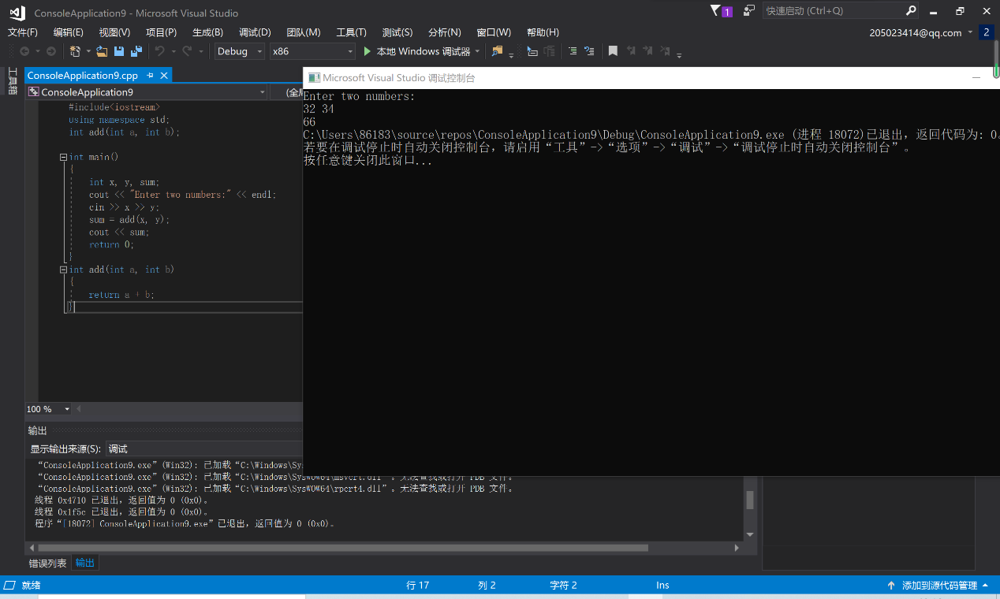 ConsoleApplication9 - Microsoft Visual Studio
1
快速启动 (Ctrl+Q)
文件(F) 编辑(E) 视图(V) 项目(P) 生成(B) 调试(D) 团队(M) 工具(T) 测试(S) 分析(N) 窗口(W) 帮助(H)
205023414@qq.com 2
Debug x86 本地 Windows 调试器
工具箱
ConsoleApplication9.cpp
ConsoleApplication9
#include<iostream>
using namespace std;
int add(int a, int b);
int main()
{
int x, y, sum;
cout << "Enter two numbers:" << endl;
cin >> x >> y;
sum = add(x, y);
cout << sum;
return 0;
}
int add(int a, int b)
{
return a + b;
}
100 %
Microsoft Visual Studio 调试控制台
Enter two numbers:
32 34
66
C:\Users\86183\source\repos\ConsoleApplication9\Debug\ConsoleApplication9.exe (进程 18072)已退出，返回代码为: 0。
若要在调试停止时自动关闭控制台，请启用“工具”->“选项”->“调试”->“调试停止时自动关闭控制台”。
按任意键关闭此窗口...
输出
显示输出来源(S): 调试
“ConsoleApplication9.exe”(Win32): 已加载“C:\Windows\Sys
“ConsoleApplication9.exe”(Win32): 已加载“C:\Windows\SysWOW64\msvcrt.dll”。无法查找或打开 PDB 文件。
“ConsoleApplication9.exe”(Win32): 已加载“C:\Windows\SysWOW64\rpcrt4.dll”。无法查找或打开 PDB 文件。
线程 0x4710 已退出，返回值为 0 (0x0)。
线程 0x1f5c 已退出，返回值为 0 (0x0)。
程序“[18072] ConsoleApplication9.exe”已退出，返回值为 0 (0x0)。
错误列表 输出
就绪 行 17 列 2 字符 2 Ins 添加到源代码管理